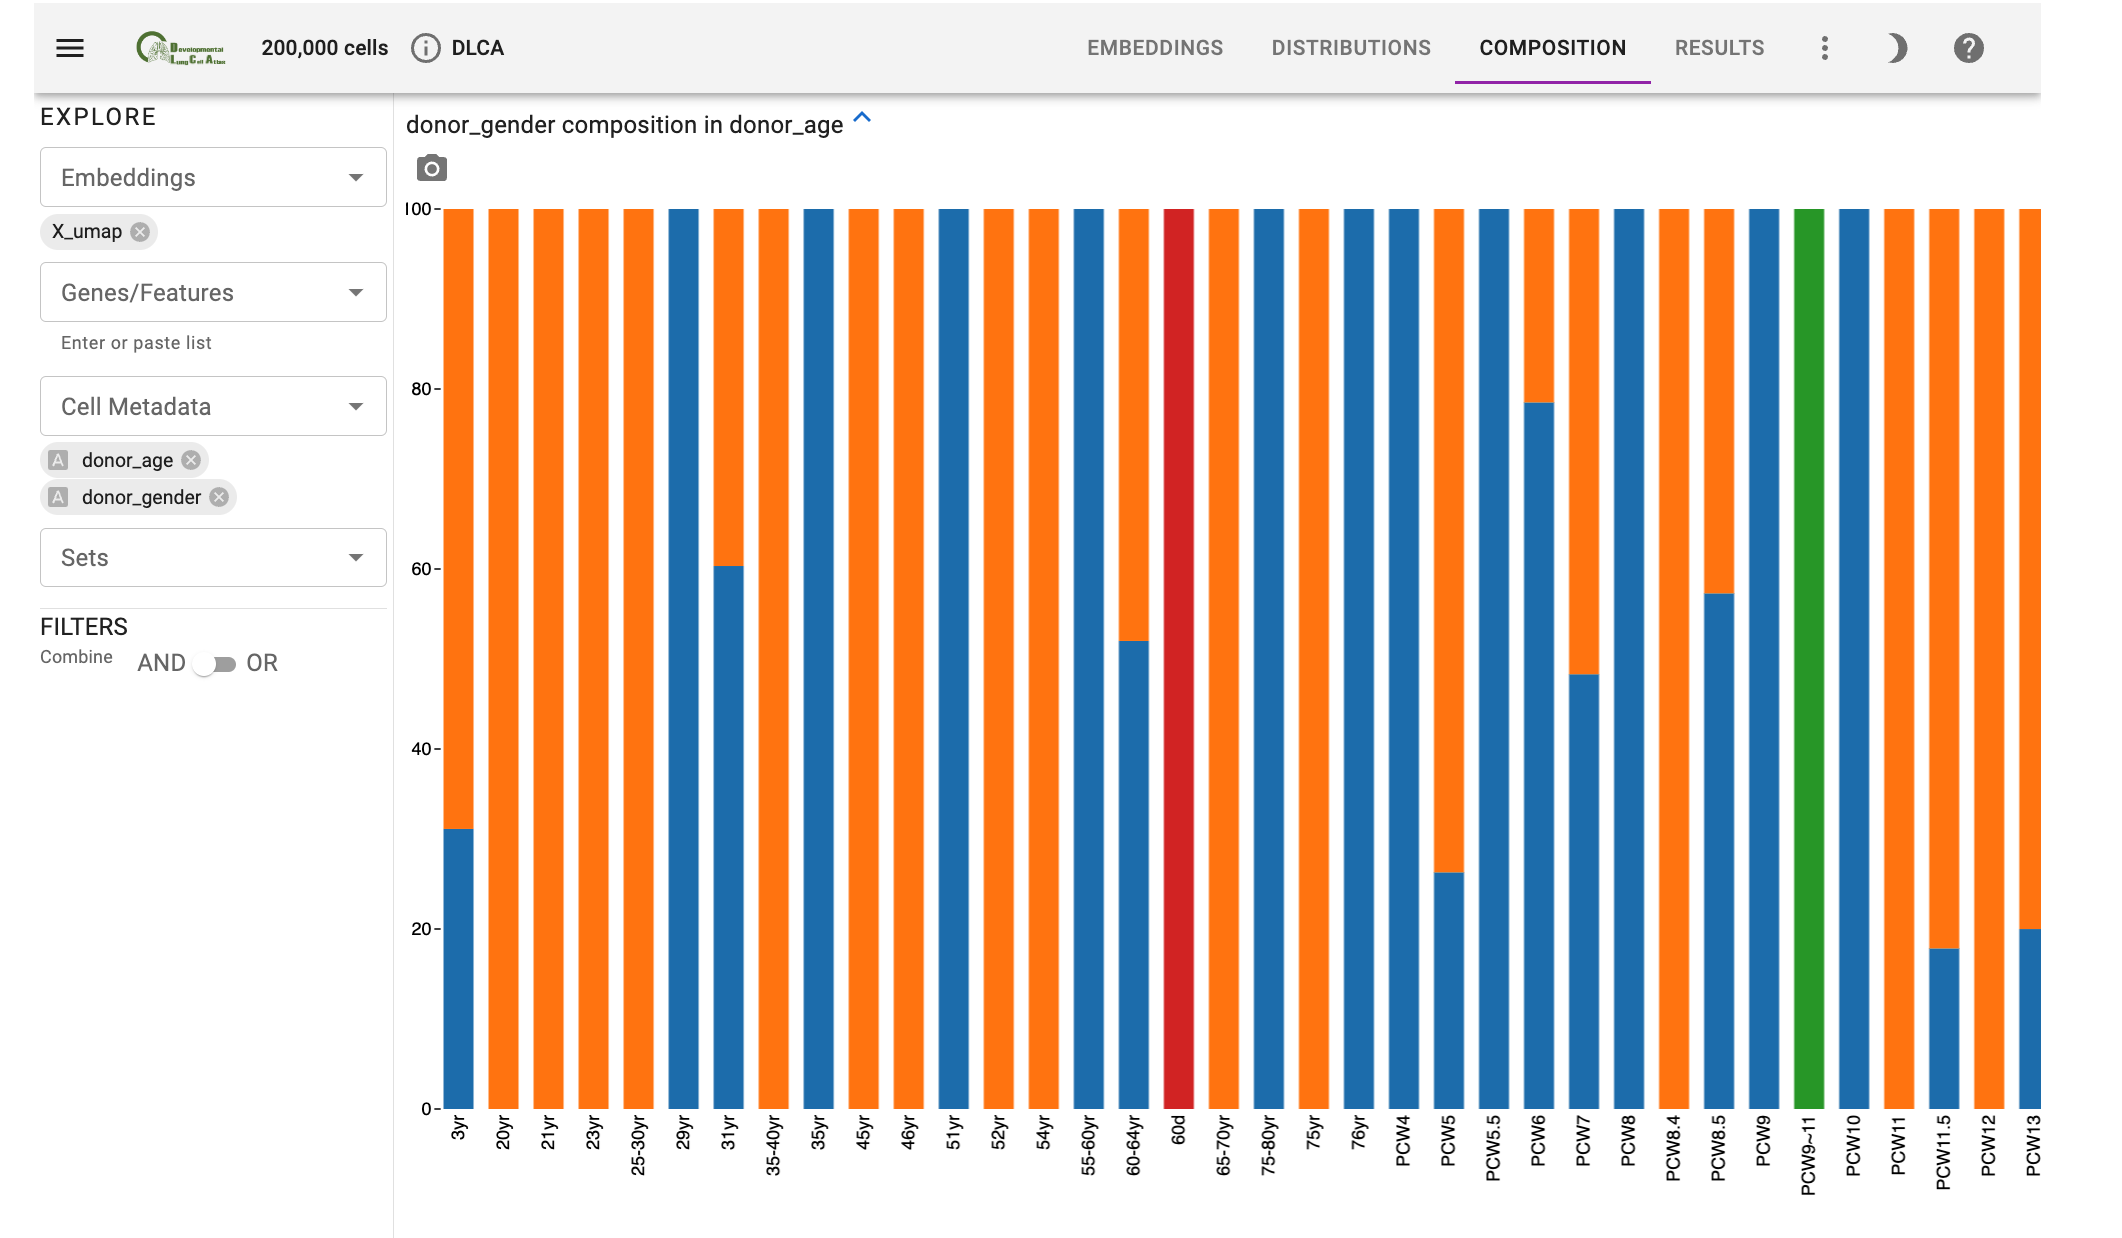 Developmental
Lung Cell Atlas
200,000 cells
DLCA
EMBEDDINGS
DISTRIBUTIONS
COMPOSITION
RESULTS
EXPLORE
Embeddings
X_umap
Genes/Features
Enter or paste list
Cell Metadata
A donor_age
A donor_gender
Sets
FILTERS
Combine AND OR
donor_gender composition in donor_age
100
80
60
40
20
0
3yr
20yr
21yr
23yr
25-30yr
29yr
31yr
35-40yr
35yr
45yr
46yr
51yr
52yr
54yr
55-60yr
60-64yr
60d
65-70yr
75-80yr
75yr
76yr
PCW4
PCW5
PCW5.5
PCW6
PCW7
PCW8
PCW8.4
PCW8.5
PCW9
PCW9~11
PCW10
PCW11
PCW11.5
PCW12
PCW13